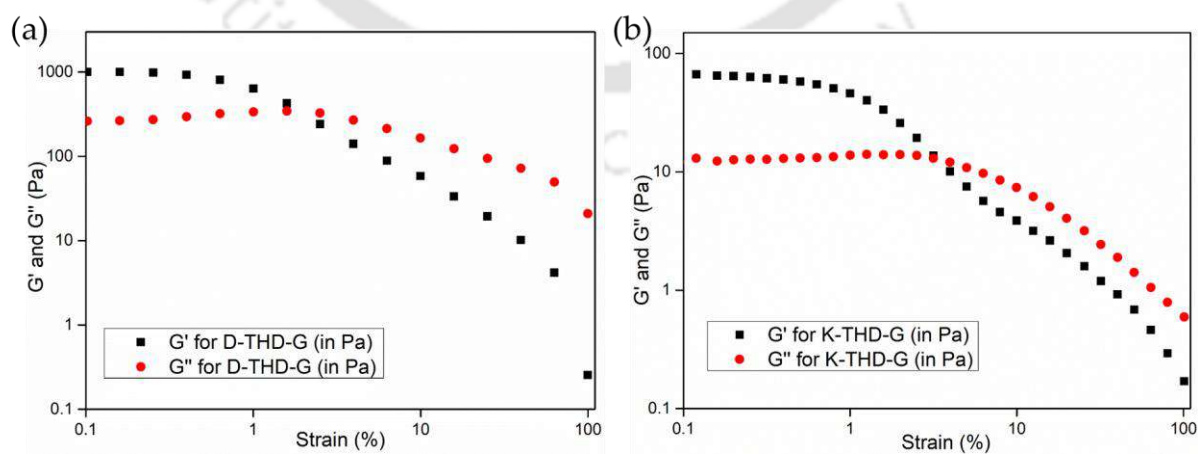 (a)
1000
100
10
1
0.1
G' and G'' (Pa)
G' for D-THD-G (in Pa)
G'' for D-THD-G (in Pa)
0.1 1 10 100
Strain (%)
(b)
100
10
1
0.1
G' and G'' (Pa)
G' for K-THD-G (in Pa)
G'' for K-THD-G (in Pa)
0.1 1 10 100
Strain (%)